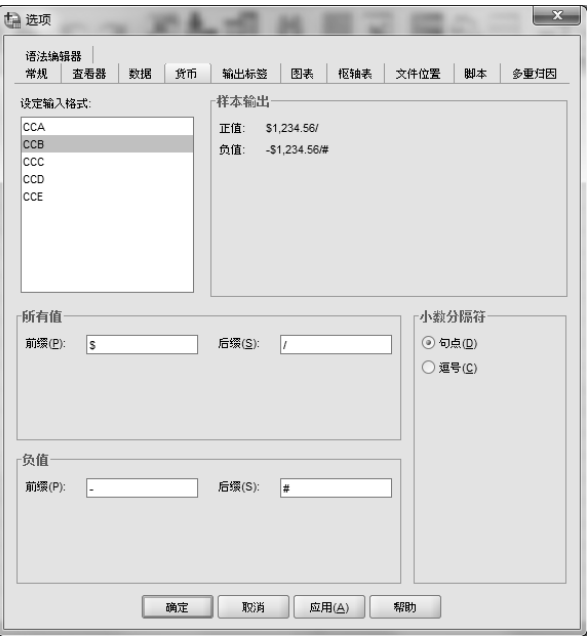 选项
语法编辑器
常规 查看器 数据 货币 输出标签 图表 枢轴表 文件位置 脚本 多重归因
设定输入格式:
CCA
CCB
CCC
CCD
CCE
样本输出
正值: $1,234.56/
负值: -$1,234.56/#
所有值
前缀(P): $ 后缀(S): /
小数分隔符
句点(D)
逗号(C)
负值
前缀(P): - 后缀(S): #
确定 取消 应用(A) 帮助